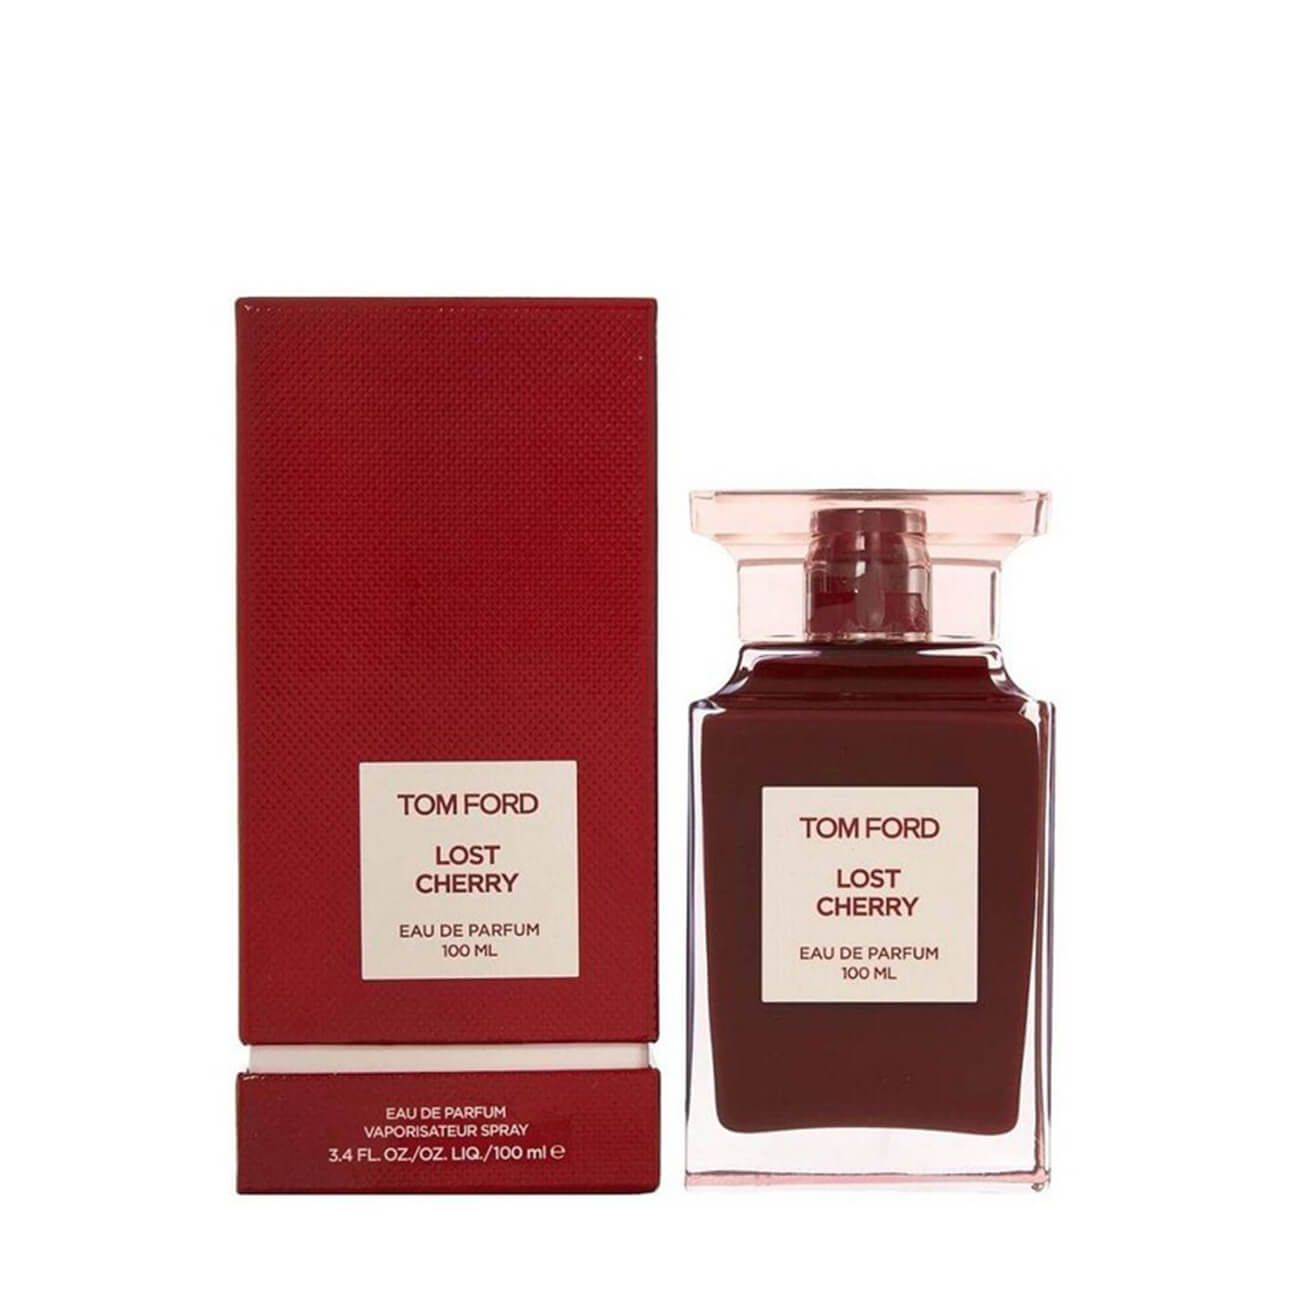 TOM FORD
LOST
CHERRY
EAU DE PARFUM
100 ML
EAU DE PARFUM
VAPORISATEUR SPRAY
3.4 FL. OZ./OZ. LIQ./100 ml ℮
TOM FORD
LOST
CHERRY
EAU DE PARFUM
100 ML